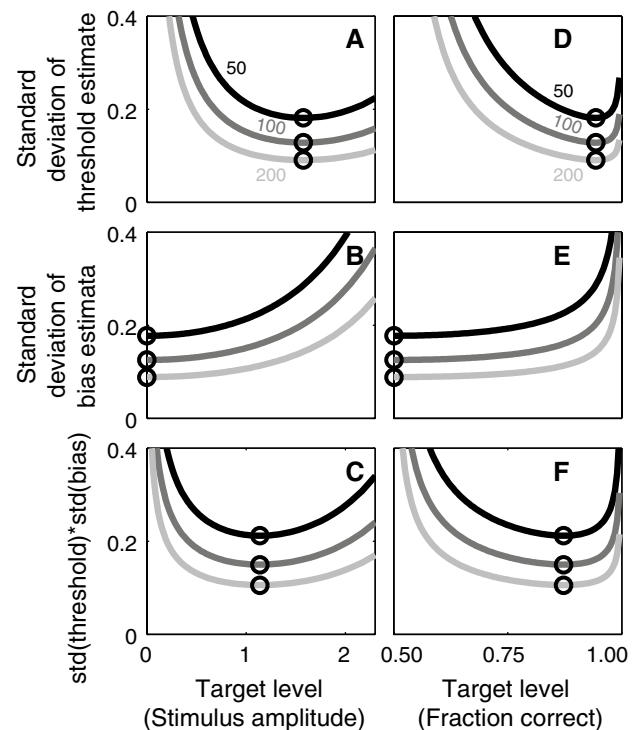 0.4
A
D
50
50
Standard
deviation of
threshold estimate
0.2
100
100
200
200
0
0.4
B
E
Standard
deviation of
bias estimata
0.2
0
0.4
C
F
std(threshold)*std(bias)
0.2
0
0 1 2
0.50 0.75 1.00
Target level
(Stimulus amplitude)
Target level
(Fraction correct)